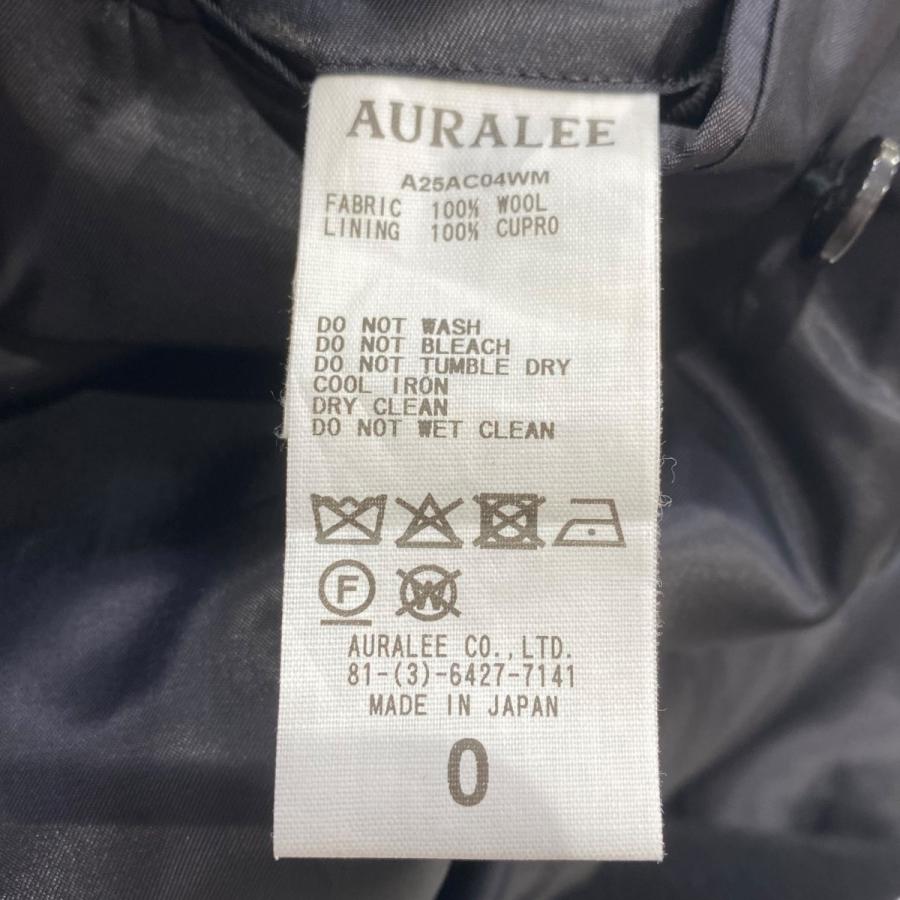 AURALEE
A25AC04WM
FABRIC 100% WOOL
LINING 100% CUPRO
DO NOT WASH
DO NOT BLEACH
DO NOT TUMBLE DRY
COOL IRON
DRY CLEAN
DO NOT WET CLEAN
F W
AURALEE CO.,LTD.
81-(3)-6427-7141
MADE IN JAPAN
0